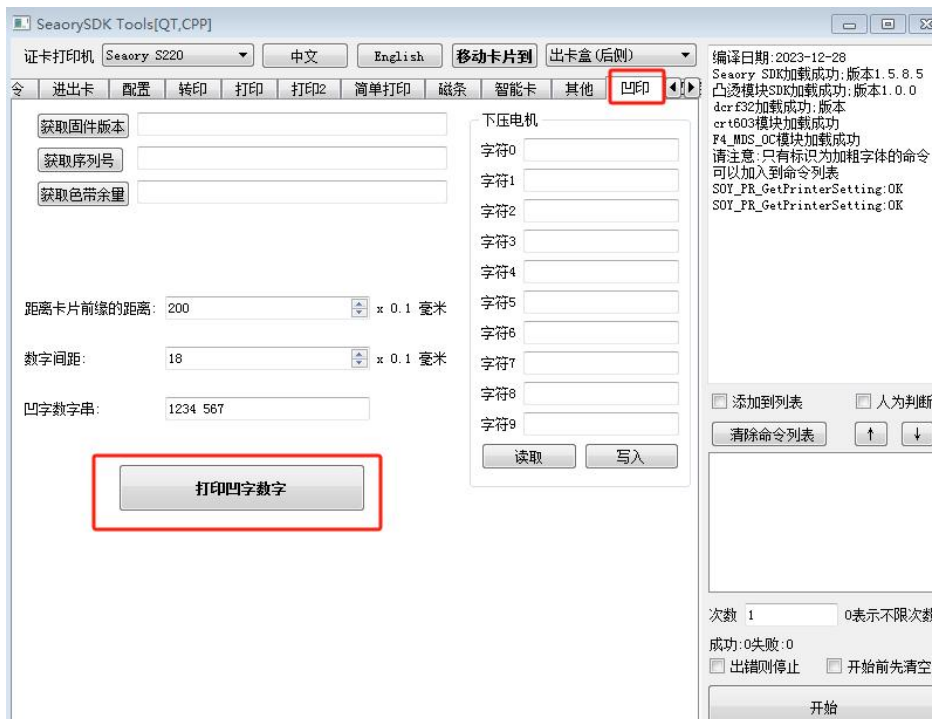 SeaorySDK Tools[QT,CPP]
证卡打印机 Seaory S220 中文 English 移动卡片到 出卡盒(后侧)
令 进出卡 配置 转印 打印 打印2 简单打印 磁条 智能卡 其他 凹印
获取固件版本
获取序列号
获取色带余量
距离卡片前缘的距离: 200 x 0.1 毫米
数字间距: 18 x 0.1 毫米
凹字数字串: 1234 567
打印凹字数字
下压电机
字符0
字符1
字符2
字符3
字符4
字符5
字符6
字符7
字符8
字符9
读取 写入
编译日期:2023-12-28
Seaory SDK加载成功;版本1.5.8.5
凸烫模块SDK加载成功;版本1.0.0
dcrf32加载成功;版本
crt603模块加载成功
F4_MDS_OC模块加载成功
请注意:只有标识为加粗字体的命令
可以加入到命令列表
SOY_PR_GetPrinterSetting:OK
SOY_PR_GetPrinterSetting:OK
添加到列表 人为判断
清除命令列表 ↑ ↓
次数 1 0表示不限次数
成功:0失败:0
出错则停止 开始前先清空
开始